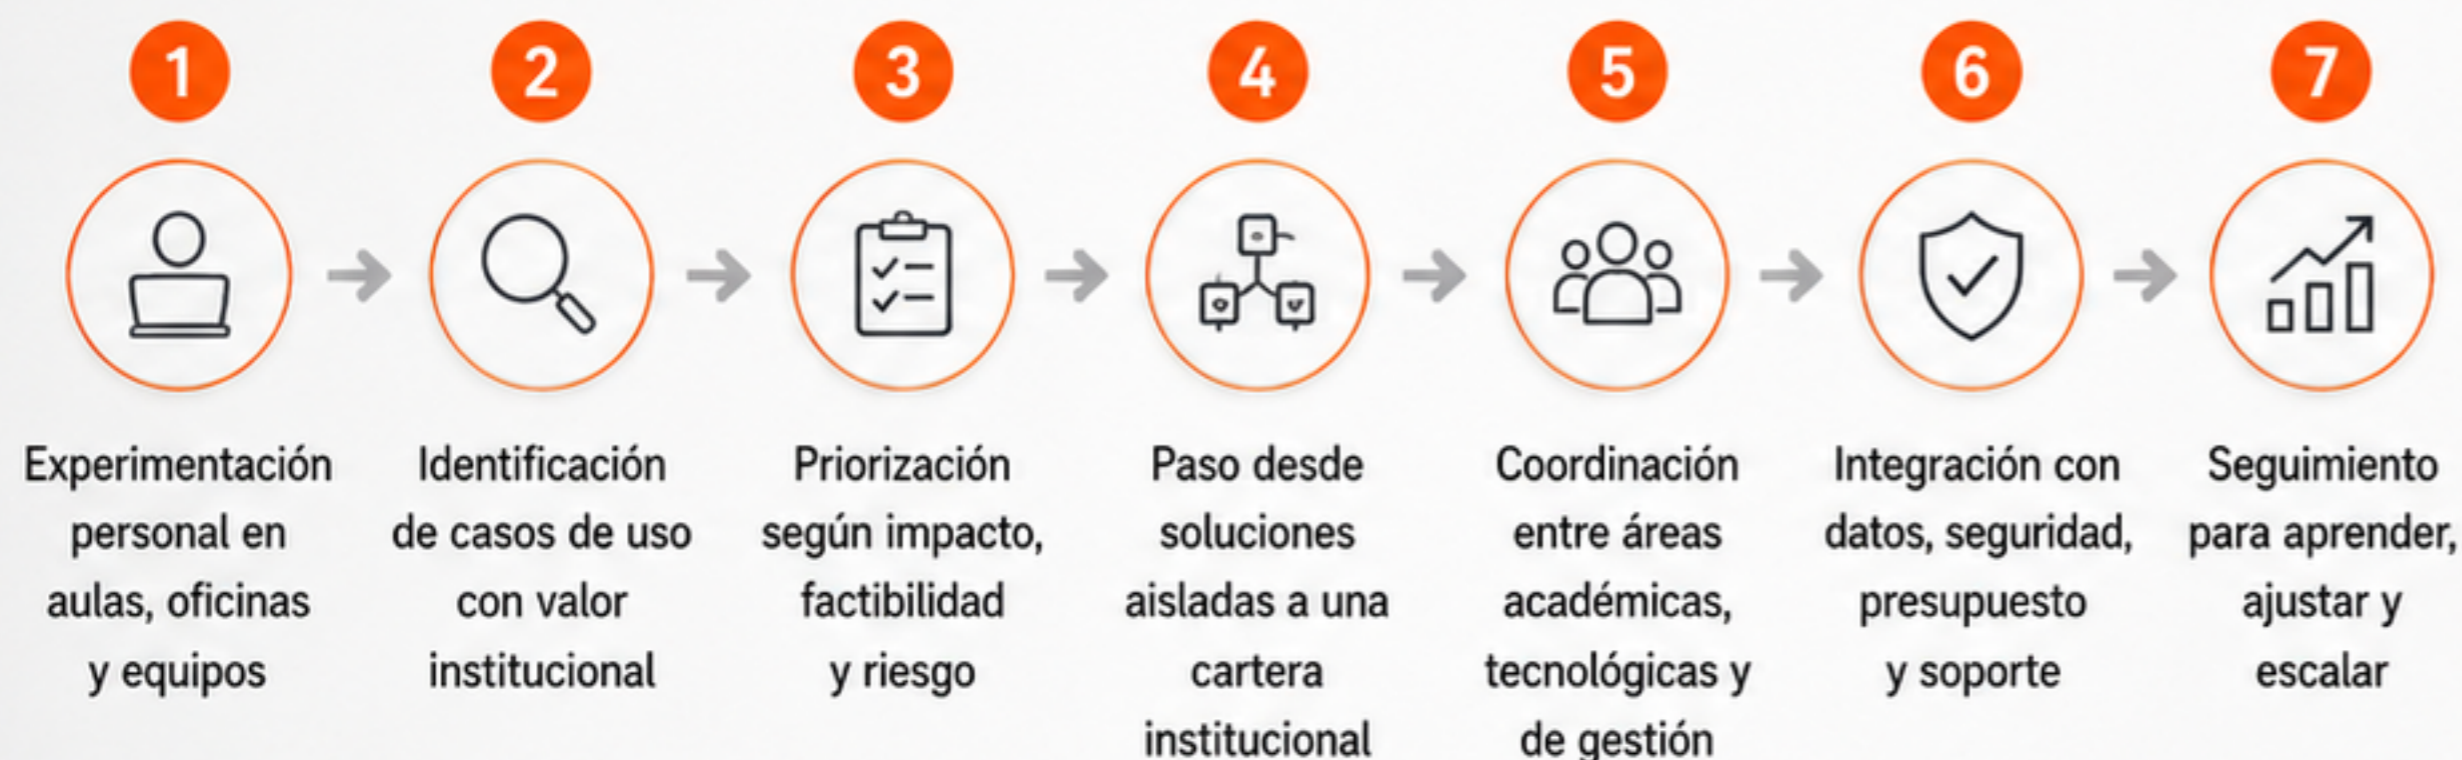 1
Experimentación
personal en
aulas, oficinas
y equipos
2
Identificación
de casos de uso
con valor
institucional
3
Priorización
según impacto,
factibilidad
y riesgo
4
Paso desde
soluciones
aisladas a una
cartera
institucional
5
Coordinación
entre áreas
académicas,
tecnológicas y
de gestión
6
Integración con
datos, seguridad,
presupuesto
y soporte
7
Seguimiento
para aprender,
ajustar y
escalar